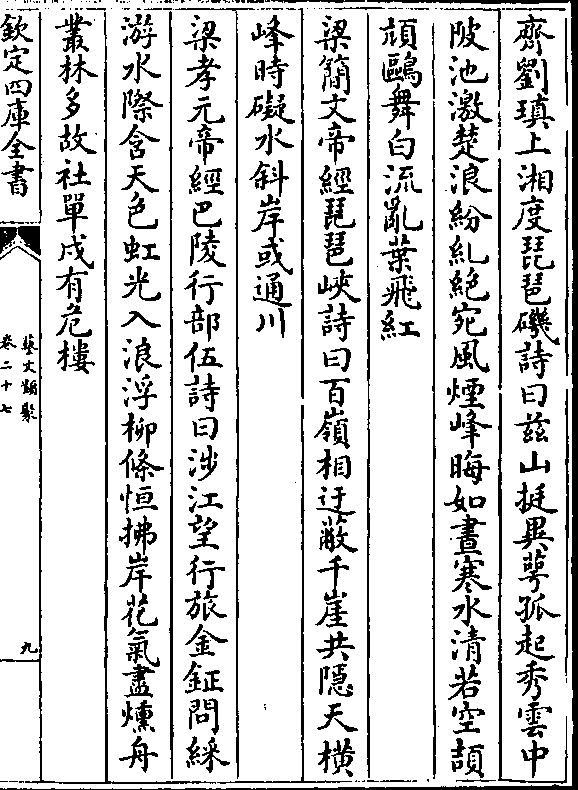 齊劉瑱上湘度琵琶磯詩曰茲山挺異萼孤起秀雲中
陂池激楚浪紛糺絶宛風煙峰晦如晝寒水清若空頡
頏鷗舞白流亂葉飛紅
梁簡文帝經琵琶峽詩曰百嶺相迂蔽千崖共隱天橫
峰時礙水斜岸或通川
梁孝元帝經巴陵行部伍詩曰涉江望行旅金鉦問綵
游水際含天色虹光入浪浮柳條恒拂岸花氣盡燻舟
叢林多故社單戍有危樓
欽定四庫全書
藝文類聚
卷二十七
九